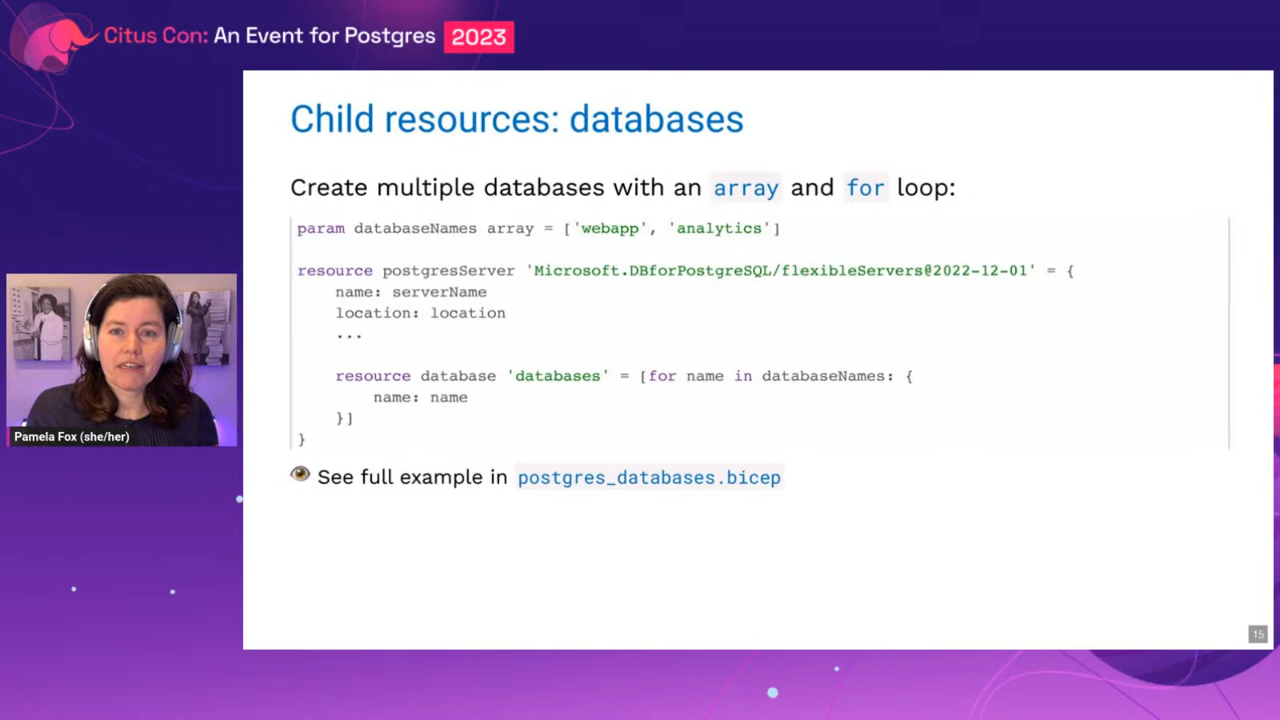 Citus Con: An Event for Postgres 2023
Child resources: databases
Create multiple databases with an array and for loop:
param databaseNames array = ['webapp', 'analytics']
resource postgresServer 'Microsoft.DBforPostgreSQL/flexibleServers@2022-12-01' = {
name: serverName
location: location
...
resource database 'databases' = [for name in databaseNames: {
name: name
}]
}
👁 See full example in postgres_databases.bicep
Pamela Fox (she/her)
15